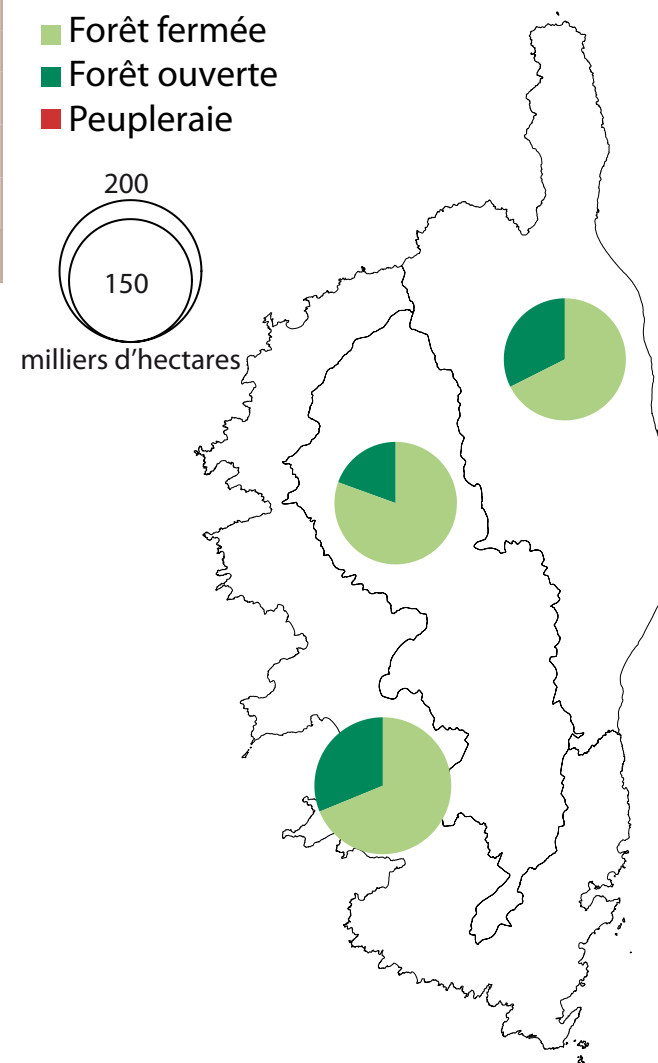 Forêt fermée
Forêt ouverte
Peupleraie
200
150
milliers d'hectares